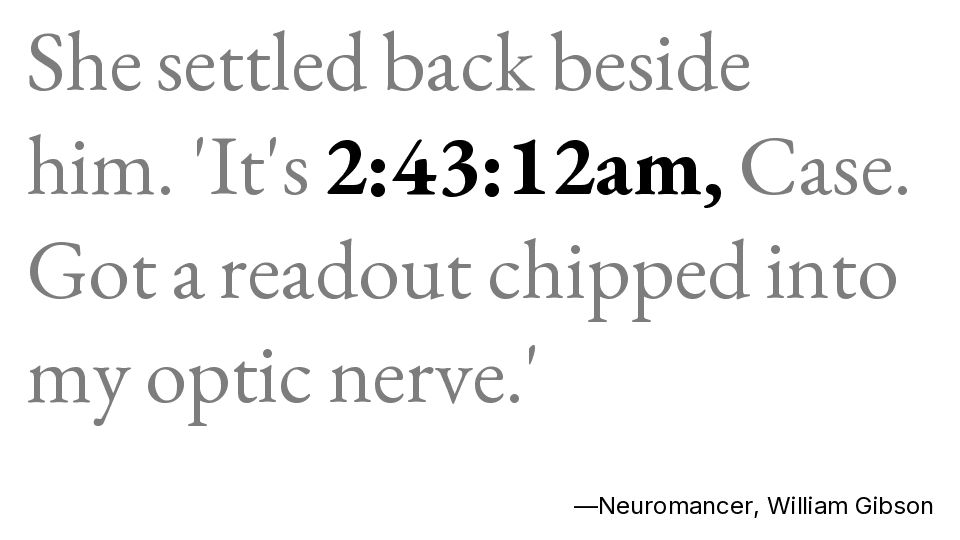 She settled back beside
him. 'It's 2:43:12am, Case.
Got a readout chipped into
my optic nerve.'
—Neuromancer, William Gibson